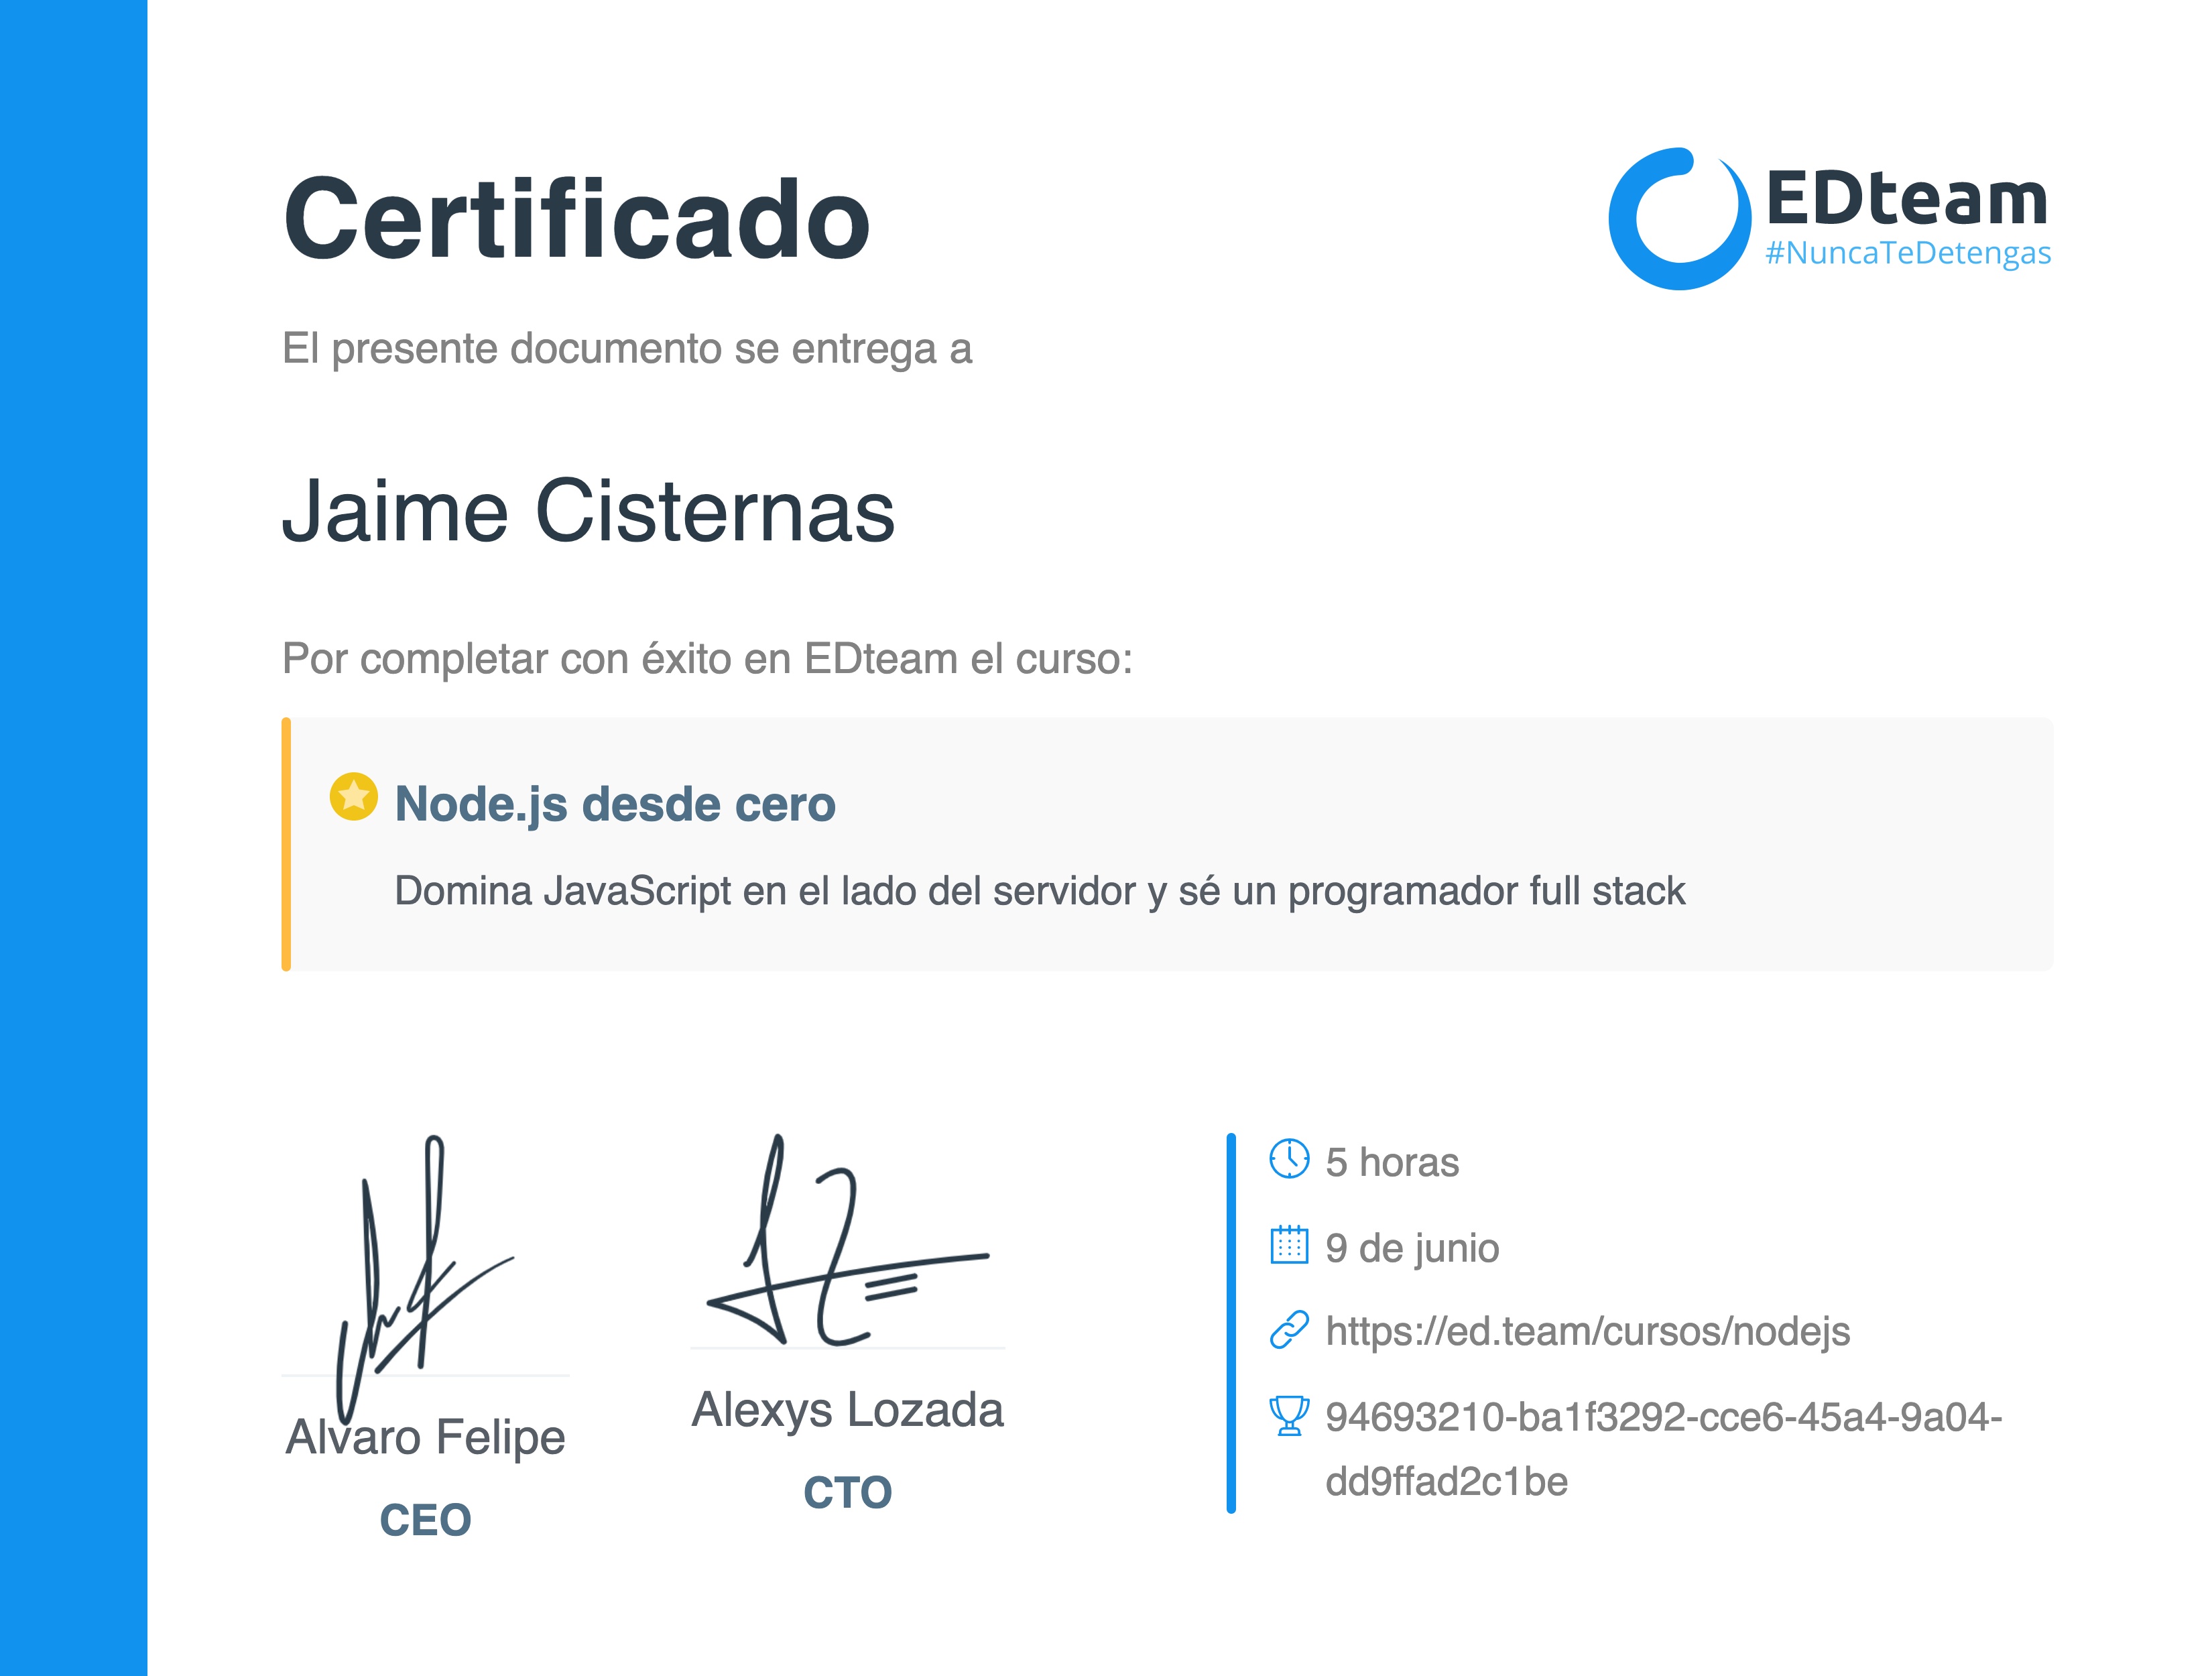 Certificado
EDteam
#NuncaTeDetengas
El presente documento se entrega a
Jaime Cisternas
Por completar con éxito en EDteam el curso:
Node.js desde cero
Domina JavaScript en el lado del servidor y sé un programador full stack
Alvaro Felipe
CEO
Alexys Lozada
CTO
5 horas
9 de junio
https://ed.team/cursos/nodejs
94693210-ba1f3292-cce6-45a4-9a04-
dd9ffad2c1be